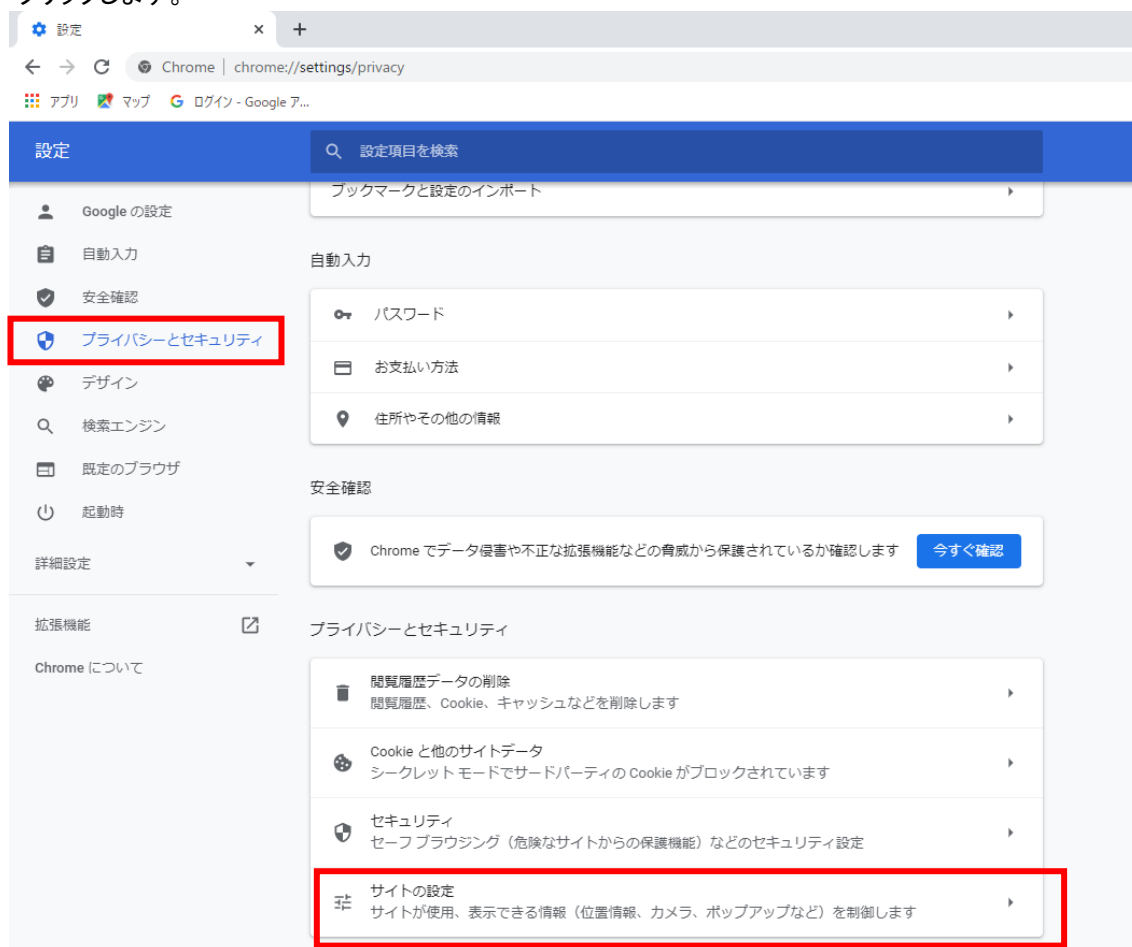 クリックします。
設定
Chrome | chrome://settings/privacy
アプリ マップ ログイン - Google ア...
設定
設定項目を検索
Google の設定
自動入力
安全確認
プライバシーとセキュリティ
デザイン
検索エンジン
既定のブラウザ
起動時
詳細設定
拡張機能
Chrome について
ブックマークと設定のインポート
自動入力
パスワード
お支払い方法
住所やその他の情報
安全確認
Chrome でデータ侵害や不正な拡張機能などの脅威から保護されているか確認します 今すぐ確認
プライバシーとセキュリティ
閲覧履歴データの削除
閲覧履歴、Cookie、キャッシュなどを削除します
Cookie と他のサイトデータ
シークレット モードでサードパーティの Cookie がブロックされています
セキュリティ
セーフ ブラウジング（危険なサイトからの保護機能）などのセキュリティ設定
サイトの設定
サイトが使用、表示できる情報（位置情報、カメラ、ポップアップなど）を制御します